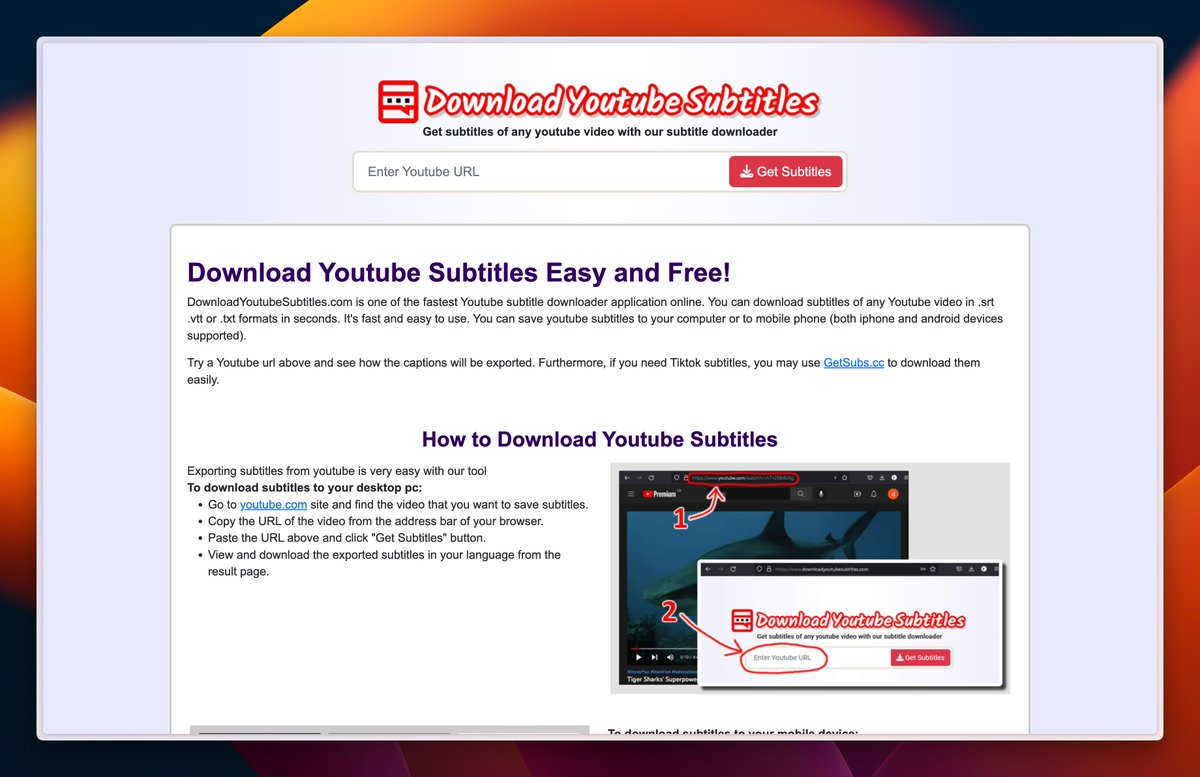 Download Youtube Subtitles
Get subtitles of any youtube video with our subtitle downloader
Enter Youtube URL
Get Subtitles
Download Youtube Subtitles Easy and Free!
DownloadYoutubeSubtitles.com is one of the fastest Youtube subtitle downloader application online. You can download subtitles of any Youtube video in .srt
.vtt or .txt formats in seconds. It's fast and easy to use. You can save youtube subtitles to your computer or to mobile phone (both iphone and android devices
supported).
Try a Youtube url above and see how the captions will be exported. Furthermore, if you need Tiktok subtitles, you may use GetSubs.cc to download them
easily.
How to Download Youtube Subtitles
Exporting subtitles from youtube is very easy with our tool
To download subtitles to your desktop pc:
• Go to youtube.com site and find the video that you want to save subtitles.
• Copy the URL of the video from the address bar of your browser.
• Paste the URL above and click "Get Subtitles" button.
• View and download the exported subtitles in your language from the
result page.
Premium
1
https://www.downloadyoutubesubtitles.com
2
Download Youtube Subtitles
Get subtitles of any youtube video with our subtitle downloader
Enter Youtube URL
Get Subtitles
Tiger Sharks' Superpower
To download subtitles to your mobile device: